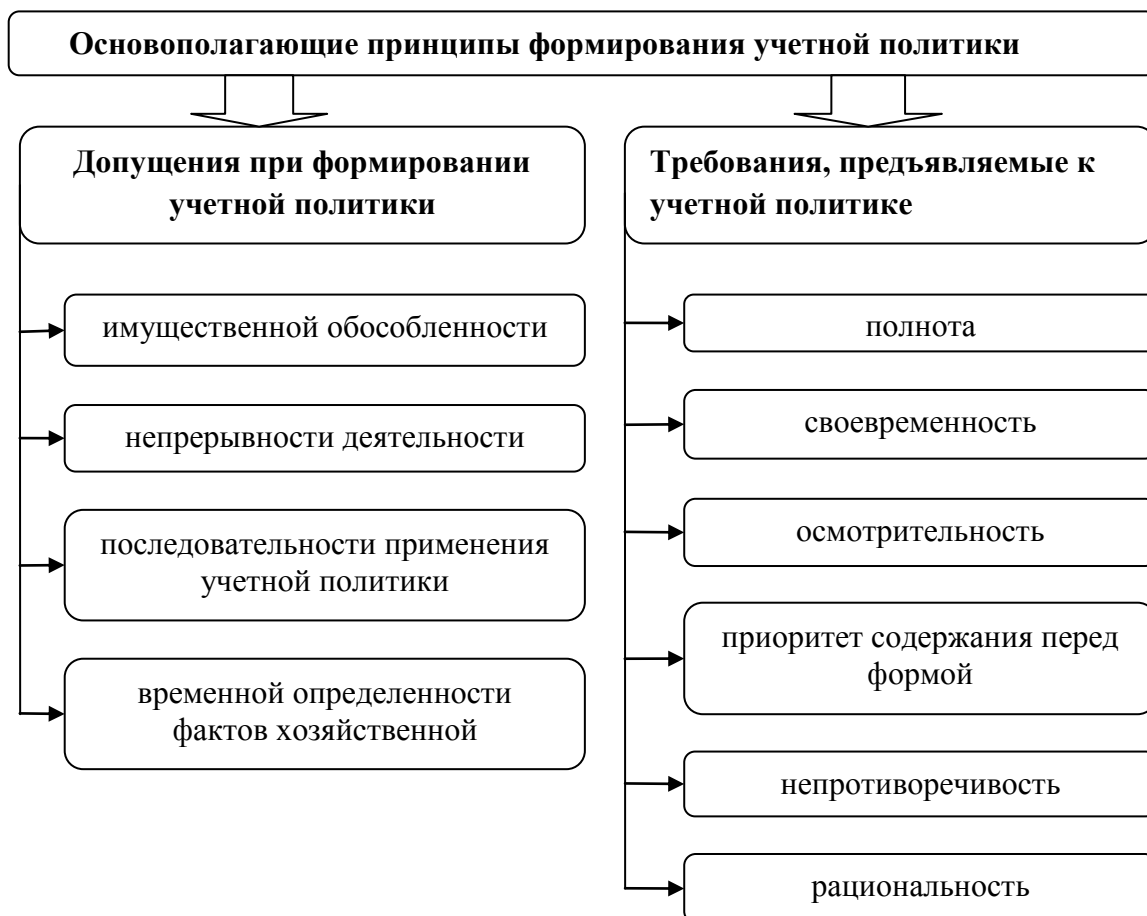 Основополагающие принципы формирования учетной политики
Допущения при формировании
учетной политики
имущественной обособленности
непрерывности деятельности
последовательности применения
учетной политики
временной определенности
фактов хозяйственной
Требования, предъявляемые к
учетной политике
полнота
своевременность
осмотрительность
приоритет содержания перед
формой
непротиворечивость
рациональность